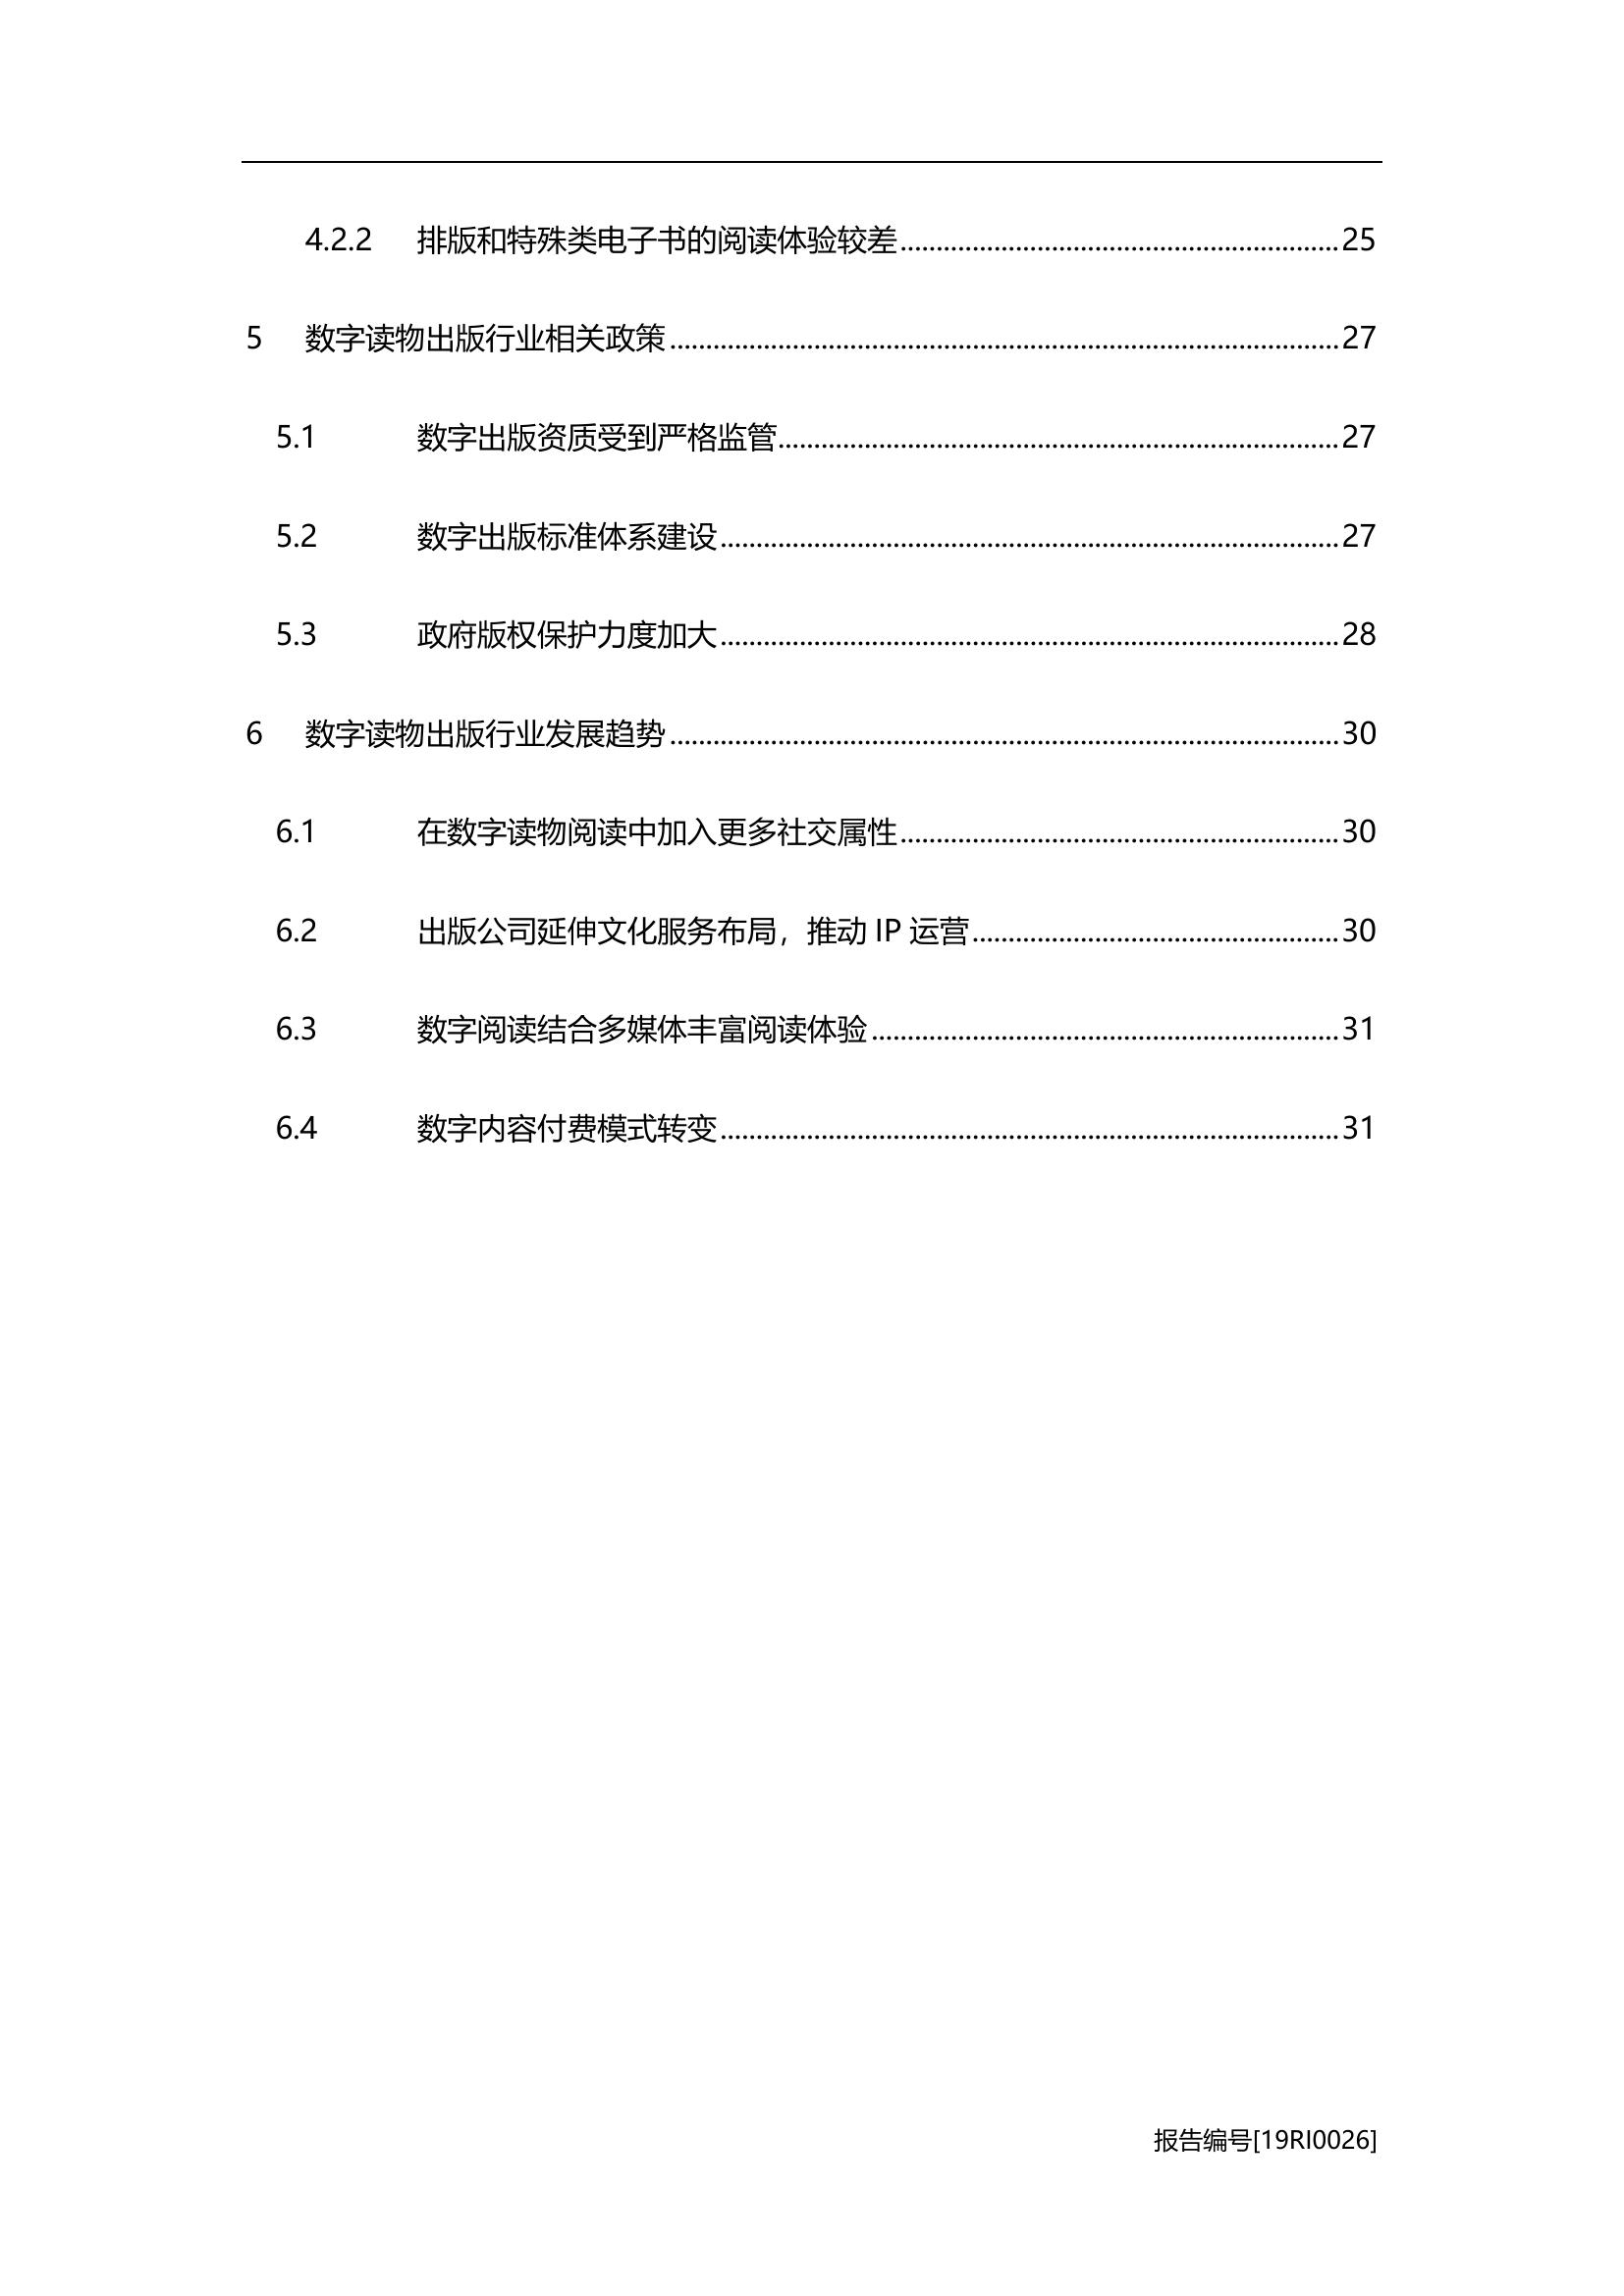 4.2.2 排版和特殊类电子书的阅读体验较差 25
5 数字读物出版行业相关政策 27
5.1 数字出版资质受到严格监管 27
5.2 数字出版标准体系建设 27
5.3 政府版权保护力度加大 28
6 数字读物出版行业发展趋势 30
6.1 在数字读物阅读中加入更多社交属性 30
6.2 出版公司延伸文化服务布局，推动 IP 运营 30
6.3 数字阅读结合多媒体丰富阅读体验 31
6.4 数字内容付费模式转变 31
报告编号[19RI0026]